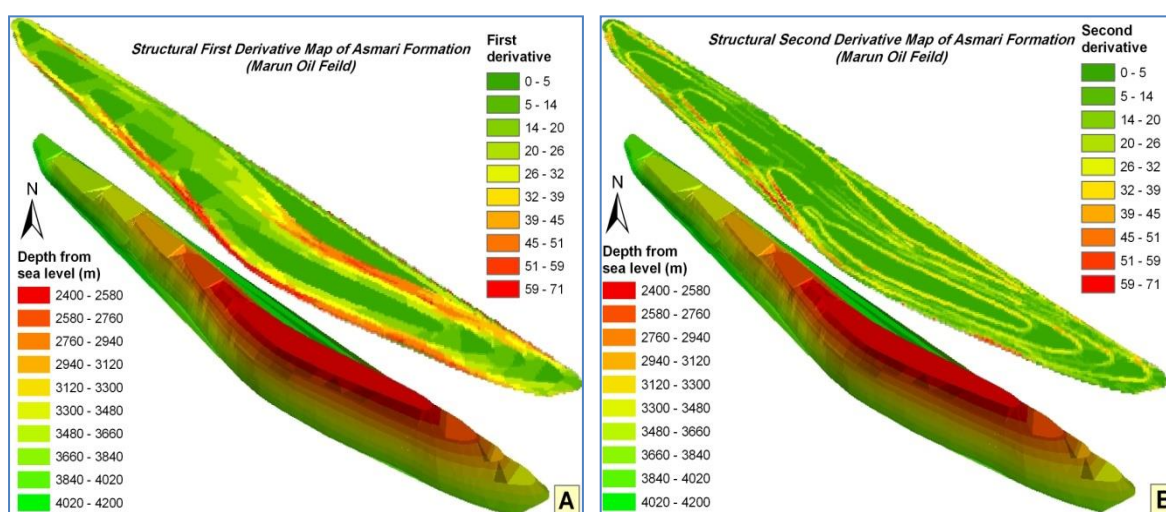 Structural First Derivative Map of Asmari Formation
(Marun Oil Feild)
First
derivative
0 - 5
5 - 14
14 - 20
20 - 26
26 - 32
32 - 39
39 - 45
45 - 51
51 - 59
59 - 71
N
Depth from
sea level (m)
2400 - 2580
2580 - 2760
2760 - 2940
2940 - 3120
3120 - 3300
3300 - 3480
3480 - 3660
3660 - 3840
3840 - 4020
4020 - 4200
A
Structural Second Derivative Map of Asmari Formation
(Marun Oil Feild)
Second
derivative
0 - 5
5 - 14
14 - 20
20 - 26
26 - 32
32 - 39
39 - 45
45 - 51
51 - 59
59 - 71
N
Depth from
sea level (m)
2400 - 2580
2580 - 2760
2760 - 2940
2940 - 3120
3120 - 3300
3300 - 3480
3480 - 3660
3660 - 3840
3840 - 4020
4020 - 4200